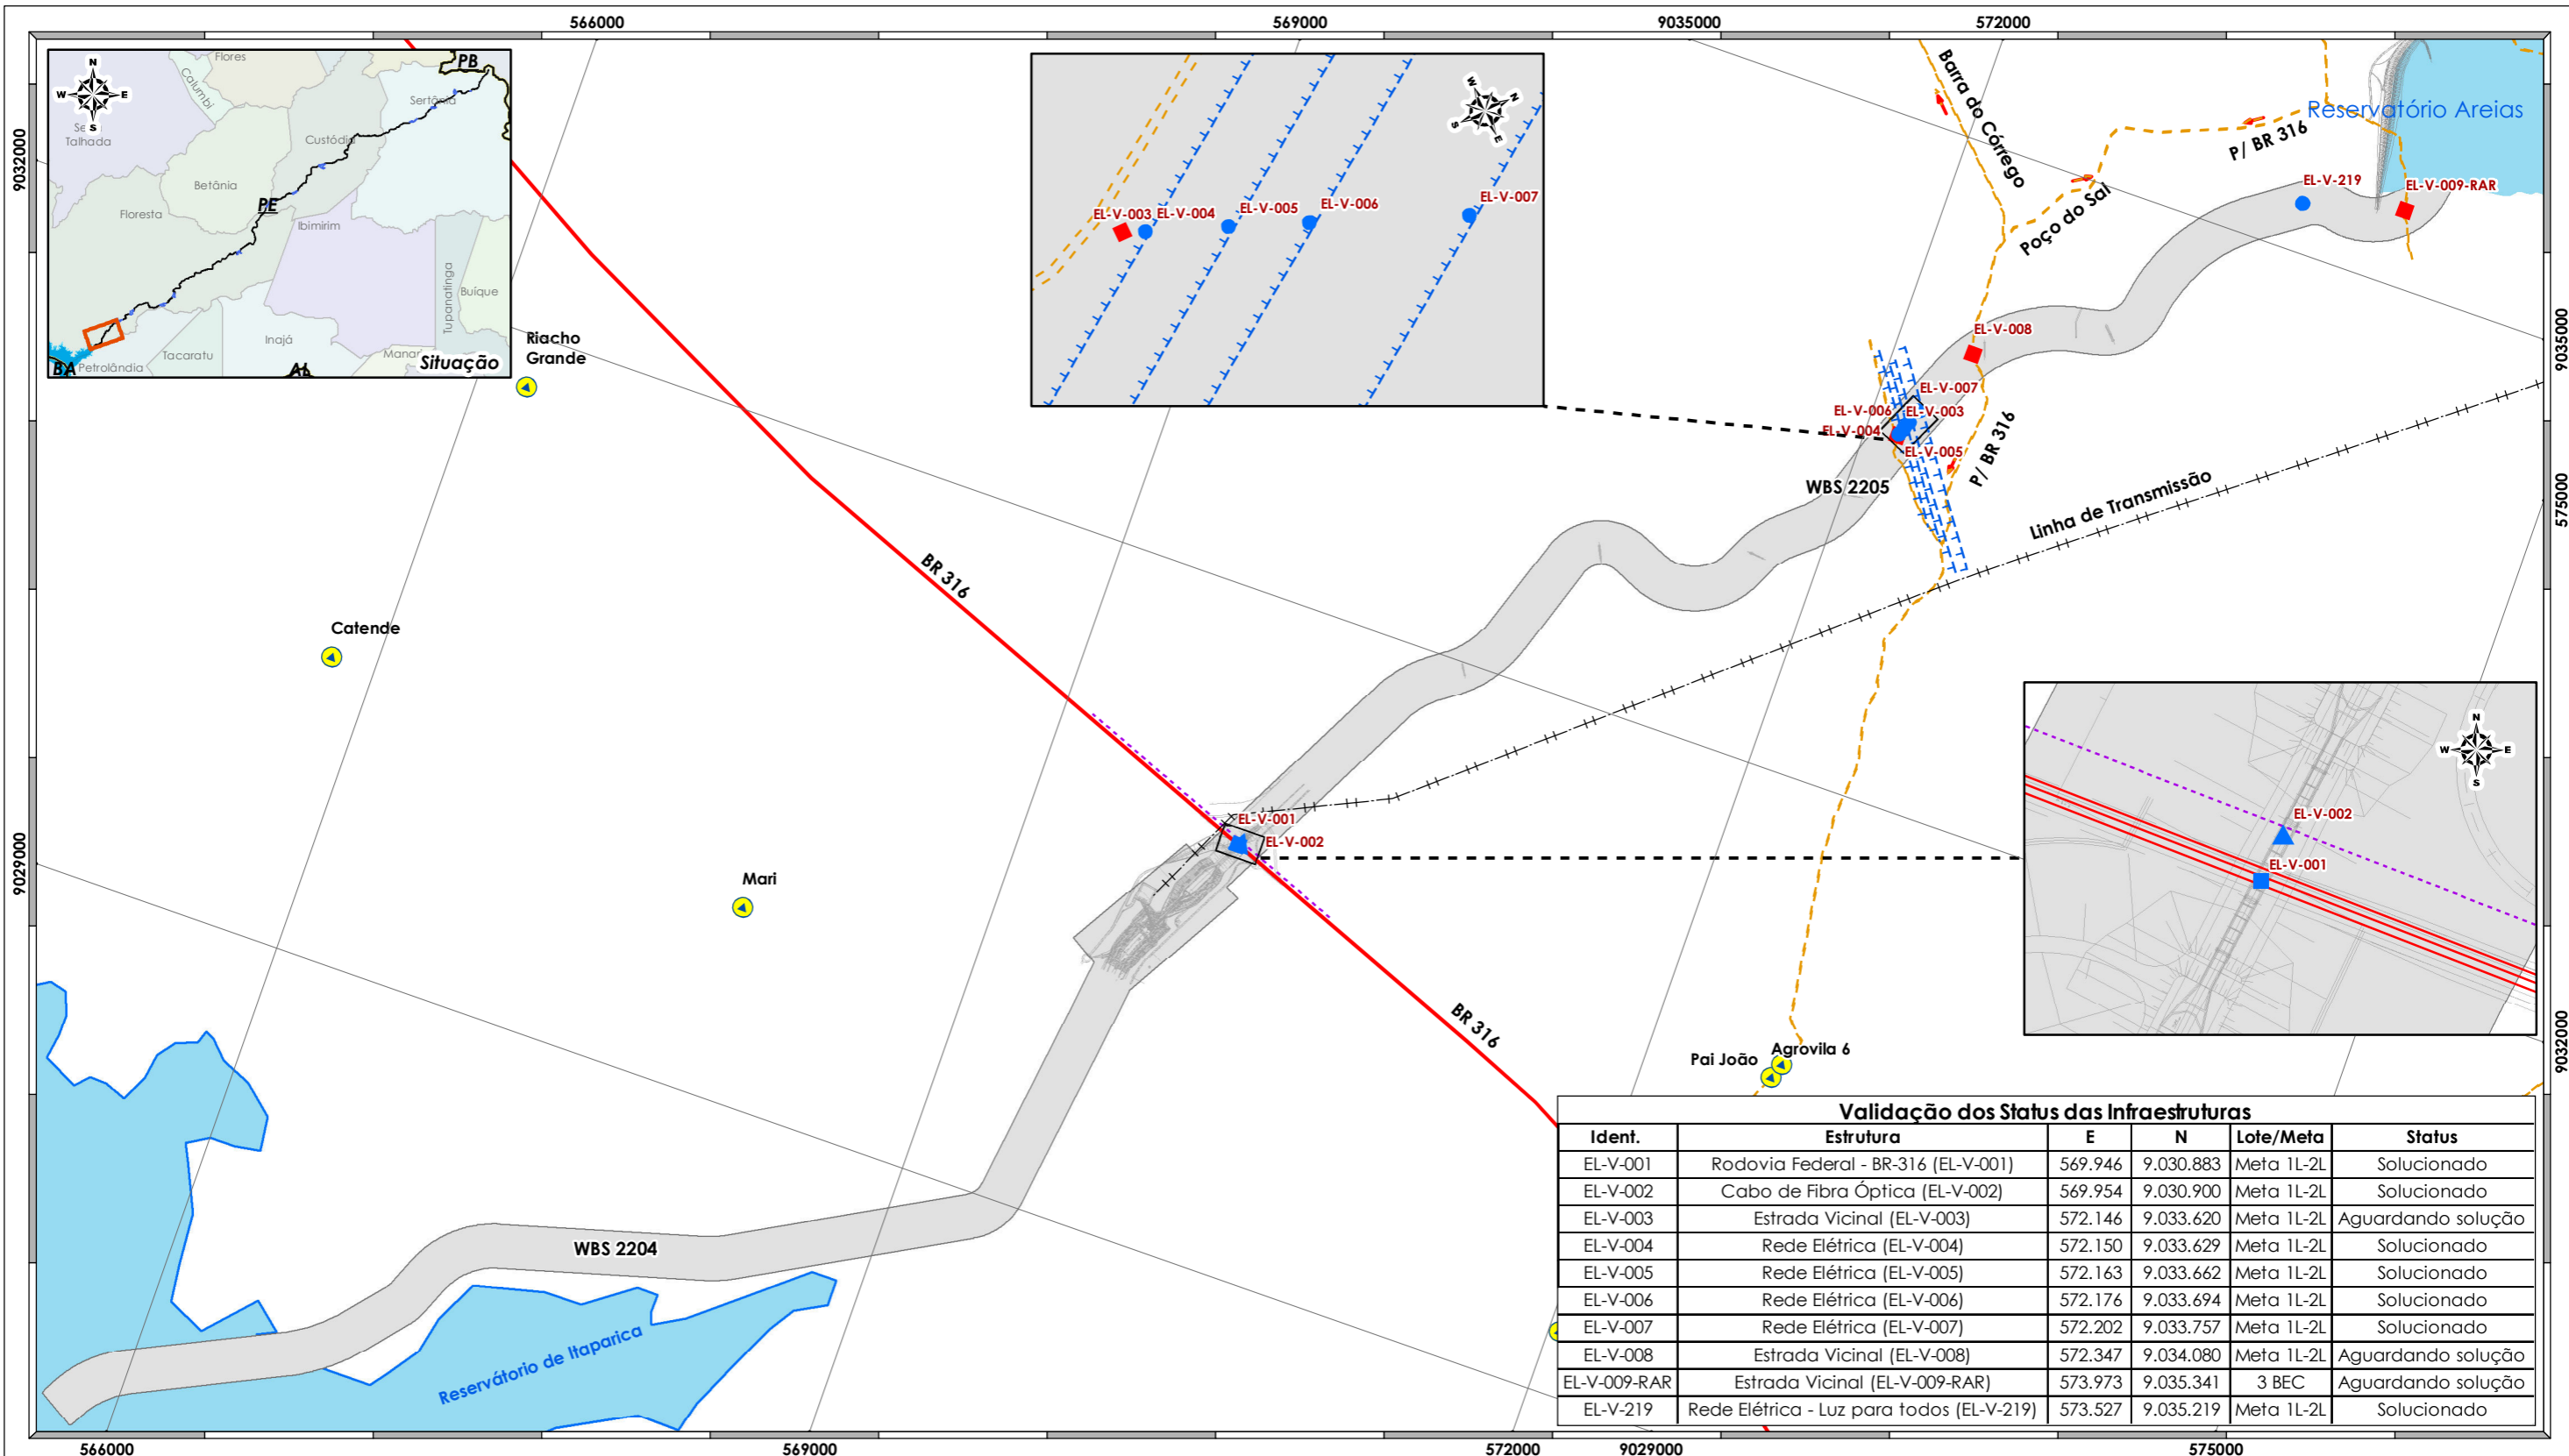 566000
569000
9035000
572000
9032000
9029000
9035000
575000
9032000
566000
569000
572000
9029000
575000
N
W
E
S
Flores
Calumbi
PB
Sertânia
Talhada
Custódia
Betânia
Floresta
PE
Ibimirim
Tupanatinga
Buíque
Inajá
Tacaratu
Petrolândia
BA
AL
Situação
EL-V-003
EL-V-004
EL-V-005
EL-V-006
EL-V-007
W
N
S
E
Barra do Córrego
Reservatório Areias
P/ BR 316
Poço do Sal
EL-V-219
EL-V-009-RAR
EL-V-008
EL-V-007
EL-V-006
EL-V-003
EL-V-004
EL-V-005
P/ BR 316
WBS 2205
Linha de Transmissão
Riacho
Grande
BR 316
Catende
Mari
EL-V-001
EL-V-002
N
W
E
S
EL-V-002
EL-V-001
BR 316
Pai João
Agrovila 6
WBS 2204
Reservátorio de Itaparica
Validação dos Status das Infraestruturas
Ident. Estrutura E N Lote/Meta Status
EL-V-001 Rodovia Federal - BR-316 (EL-V-001) 569.946 9.030.883 Meta 1L-2L Solucionado
EL-V-002 Cabo de Fibra Óptica (EL-V-002) 569.954 9.030.900 Meta 1L-2L Solucionado
EL-V-003 Estrada Vicinal (EL-V-003) 572.146 9.033.620 Meta 1L-2L Aguardando solução
EL-V-004 Rede Elétrica (EL-V-004) 572.150 9.033.629 Meta 1L-2L Solucionado
EL-V-005 Rede Elétrica (EL-V-005) 572.163 9.033.662 Meta 1L-2L Solucionado
EL-V-006 Rede Elétrica (EL-V-006) 572.176 9.033.694 Meta 1L-2L Solucionado
EL-V-007 Rede Elétrica (EL-V-007) 572.202 9.033.757 Meta 1L-2L Solucionado
EL-V-008 Estrada Vicinal (EL-V-008) 572.347 9.034.080 Meta 1L-2L Aguardando solução
EL-V-009-RAR Estrada Vicinal (EL-V-009-RAR) 573.973 9.035.341 3 BEC Aguardando solução
EL-V-219 Rede Elétrica - Luz para todos (EL-V-219) 573.527 9.035.219 Meta 1L-2L Solucionado